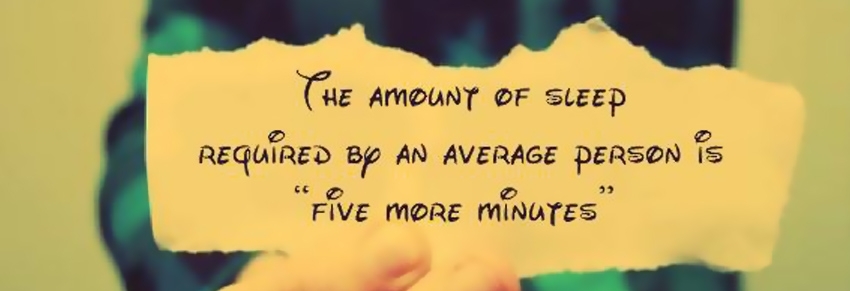 The amount of sleep
required by an average person is
“five more minutes”